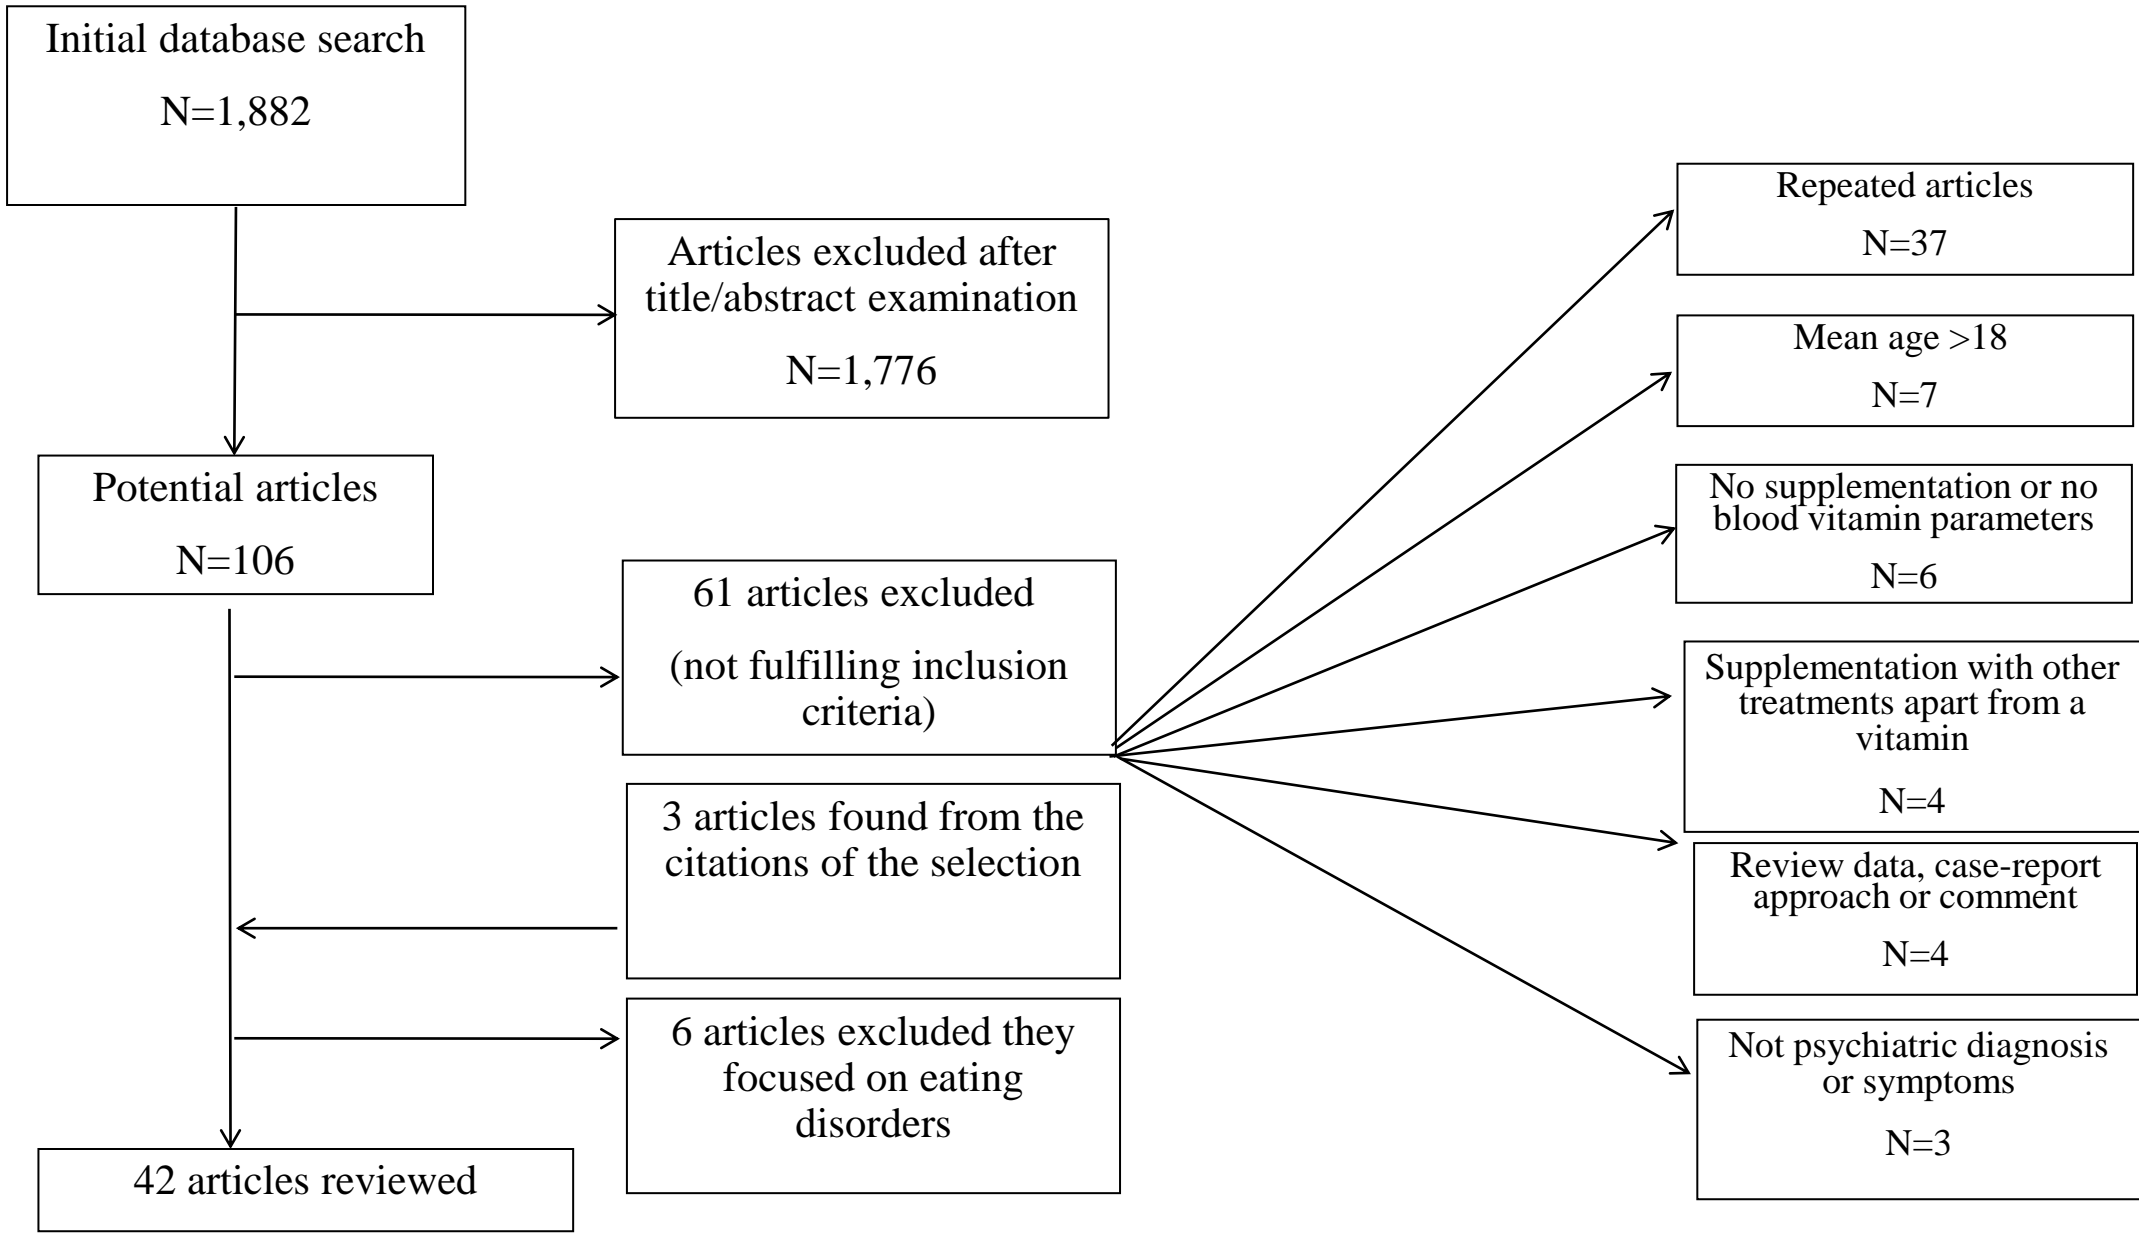 Initial database search
N=1,882
Articles excluded after
title/abstract examination
N=1,776
Potential articles
N=106
61 articles excluded
(not fulfilling inclusion
criteria)
3 articles found from the
citations of the selection
6 articles excluded they
focused on eating
disorders
42 articles reviewed
Repeated articles
N=37
Mean age >18
N=7
No supplementation or no
blood vitamin parameters
N=6
Supplementation with other
treatments apart from a
vitamin
N=4
Review data, case-report
approach or comment
N=4
Not psychiatric diagnosis
or symptoms
N=3